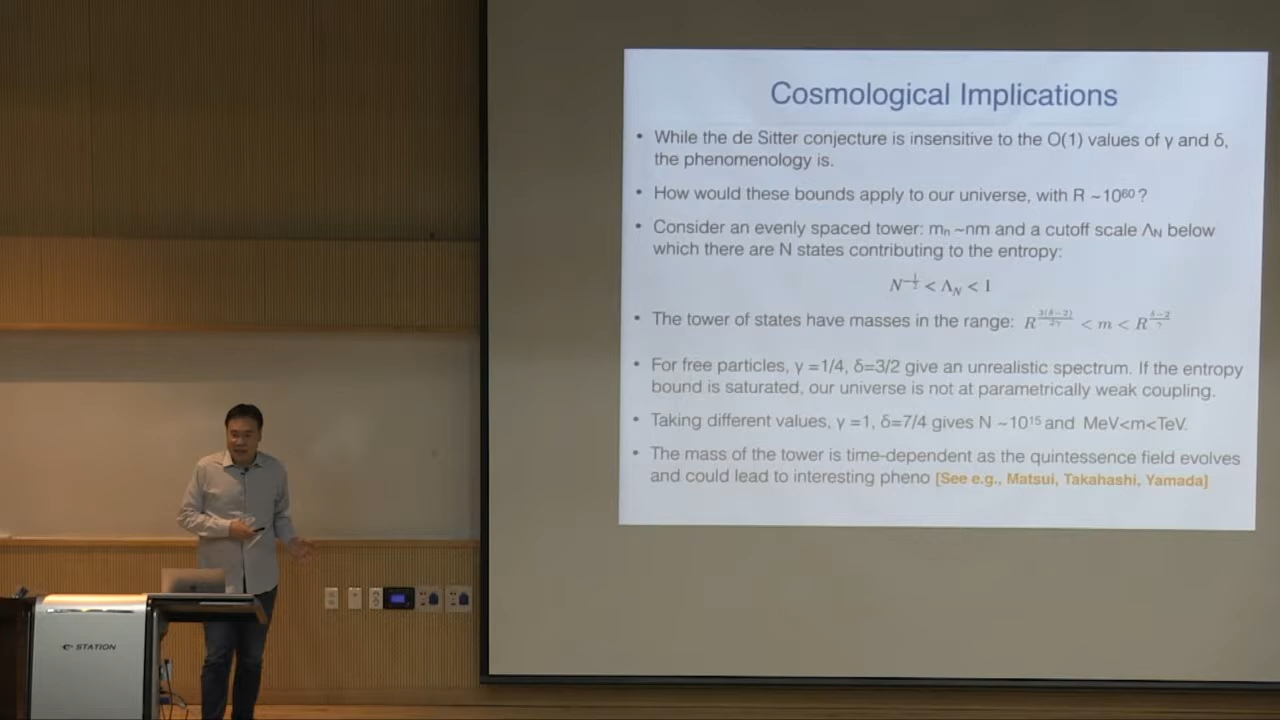 Cosmological Implications
• While the de Sitter conjecture is insensitive to the O(1) values of γ and δ,
the phenomenology is.
• How would these bounds apply to our universe, with R ~10⁶⁰ ?
• Consider an evenly spaced tower: mₙ ~nm and a cutoff scale Λ_N below
which there are N states contributing to the entropy:
N^{-1/2} < Λ_N < 1
• The tower of states have masses in the range: R^{3(δ−2)/2γ} < m < R^{δ−2/γ}
• For free particles, γ =1/4, δ=3/2 give an unrealistic spectrum. If the entropy
bound is saturated, our universe is not at parametrically weak coupling.
• Taking different values, γ =1, δ=7/4 gives N ~10¹⁵ and MeV<m<TeV.
• The mass of the tower is time-dependent as the quintessence field evolves
and could lead to interesting pheno [See e.g., Matsui, Takahashi, Yamada]
e-STATION